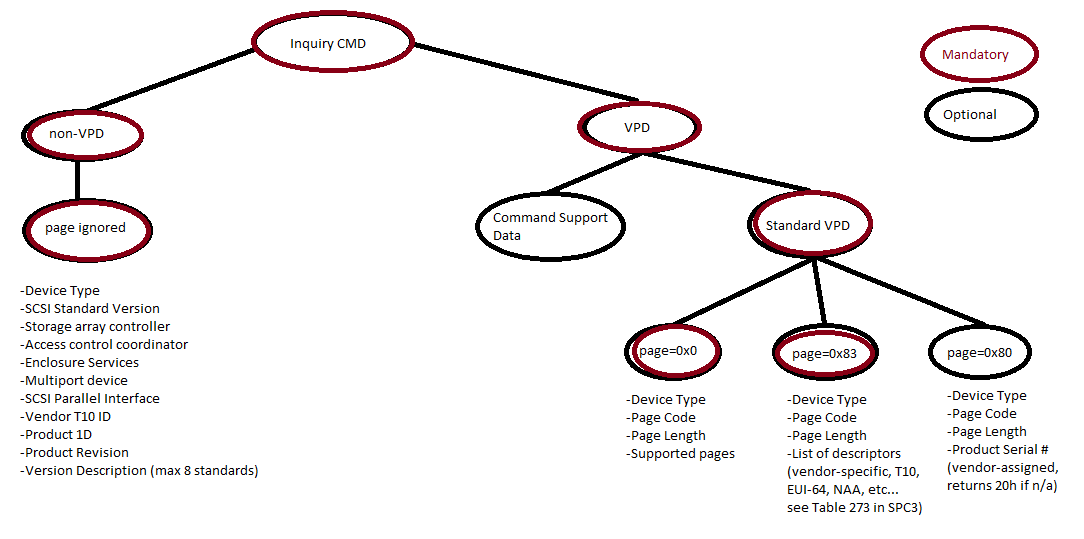 Inquiry CMD
Mandatory
Optional
non-VPD
VPD
page ignored
Command Support
Data
Standard VPD
-Device Type
-SCSI Standard Version
-Storage array controller
-Access control coordinator
-Enclosure Services
-Multiport device
-SCSI Parallel Interface
-Vendor T10 ID
-Product 1D
-Product Revision
-Version Description (max 8 standards)
page=0x0
-Device Type
-Page Code
-Page Length
-Supported pages
page=0x83
-Device Type
-Page Code
-Page Length
-List of descriptors
(vendor-specific, T10,
EUI-64, NAA, etc...
see Table 273 in SPC3)
page=0x80
-Device Type
-Page Code
-Page Length
-Product Serial #
(vendor-assigned,
returns 20h if n/a)